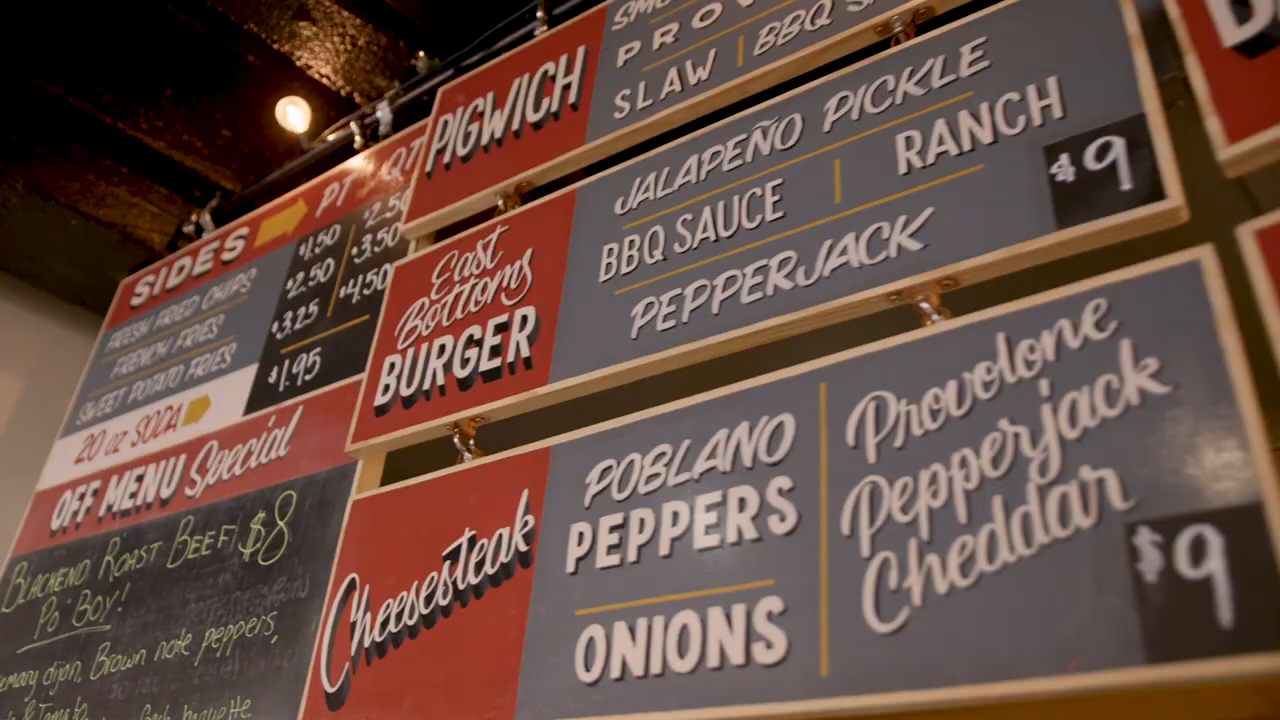 SIDES PT QT
FRESH FRIED CHIPS $1.50 $2.50
FRENCH FRIES $2.50 $3.50
SWEET POTATO FRIES $3.25 $4.50
20 oz SODA $1.95
OFF MENU Special
BLACKEND ROAST BEEF $8
PO' BOY!
dijon, Brown note peppers,
PIGWICH
SLAW BBQ
East
Bottoms
BURGER
JALAPEÑO PICKLE
BBQ SAUCE RANCH
PEPPERJACK
$9
Cheesesteak
POBLANO
PEPPERS
ONIONS
Provolone
Pepperjack
Cheddar
$9